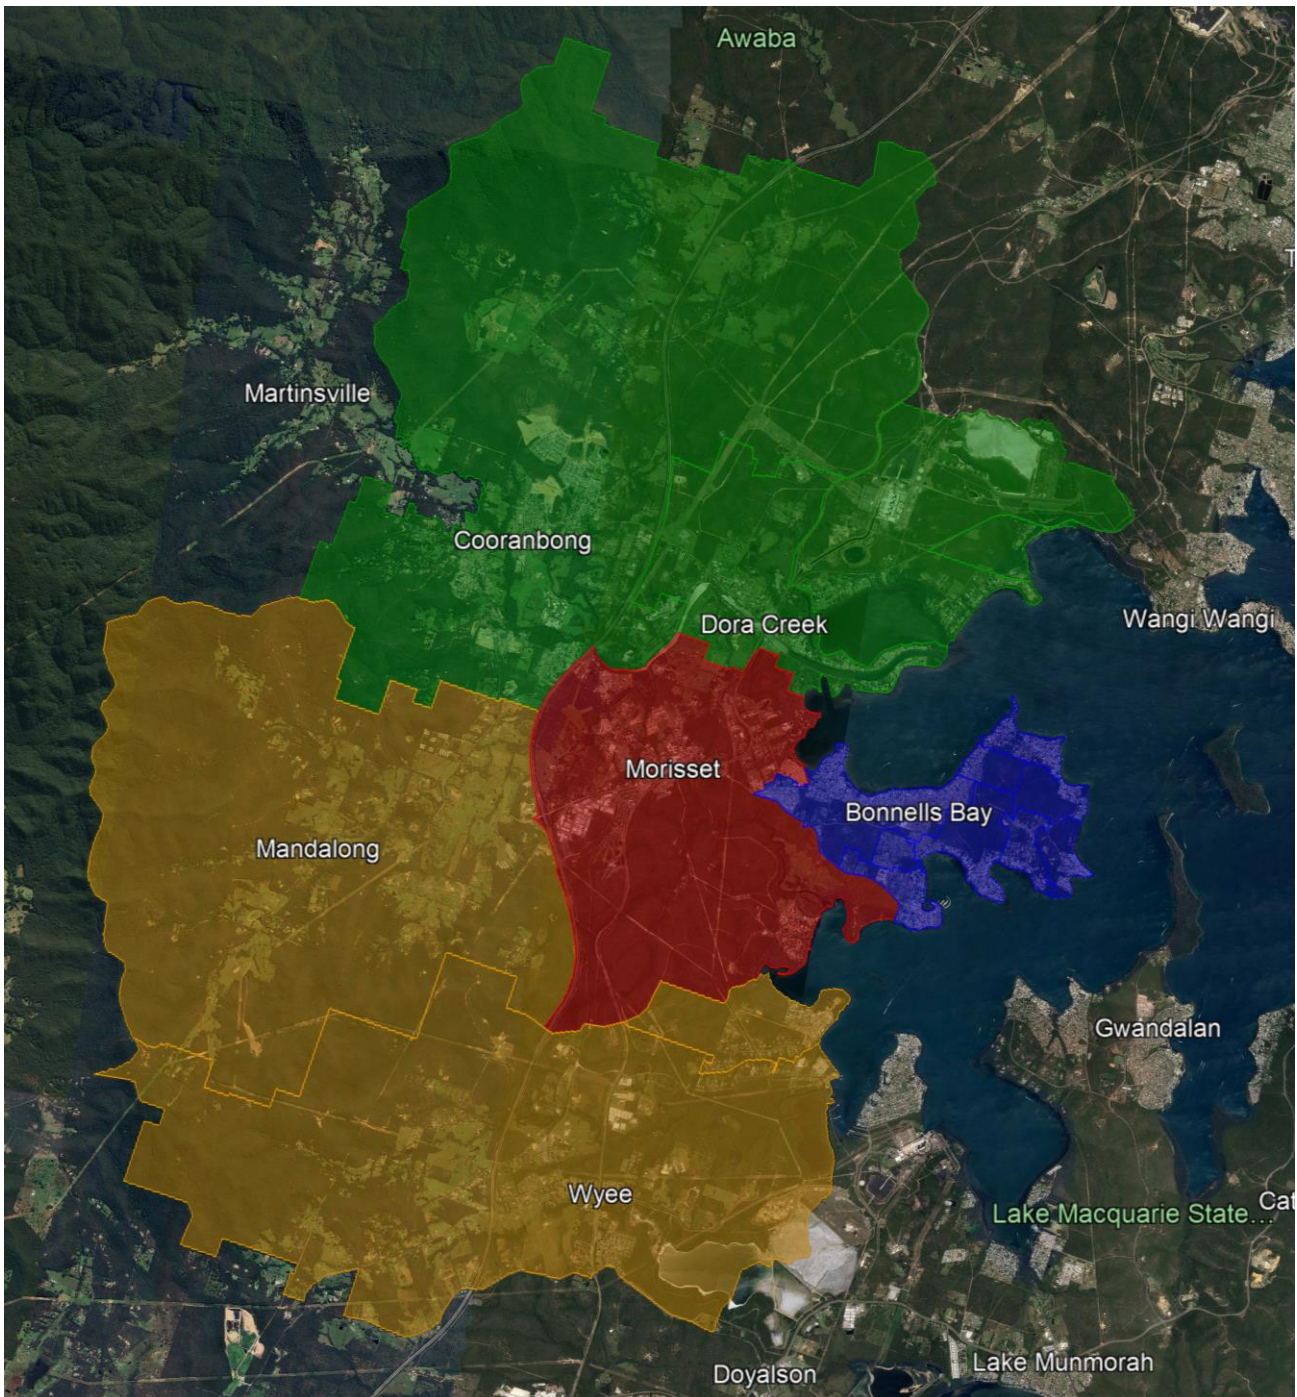 Awaba
T
Martinsville
Cooranbong
Wangi Wangi
Dora Creek
Morisset
Bonnells Bay
Mandalong
Gwandalan
Wyee
Lake Macquarie State...
Cat
Lake Munmorah
Doyalson